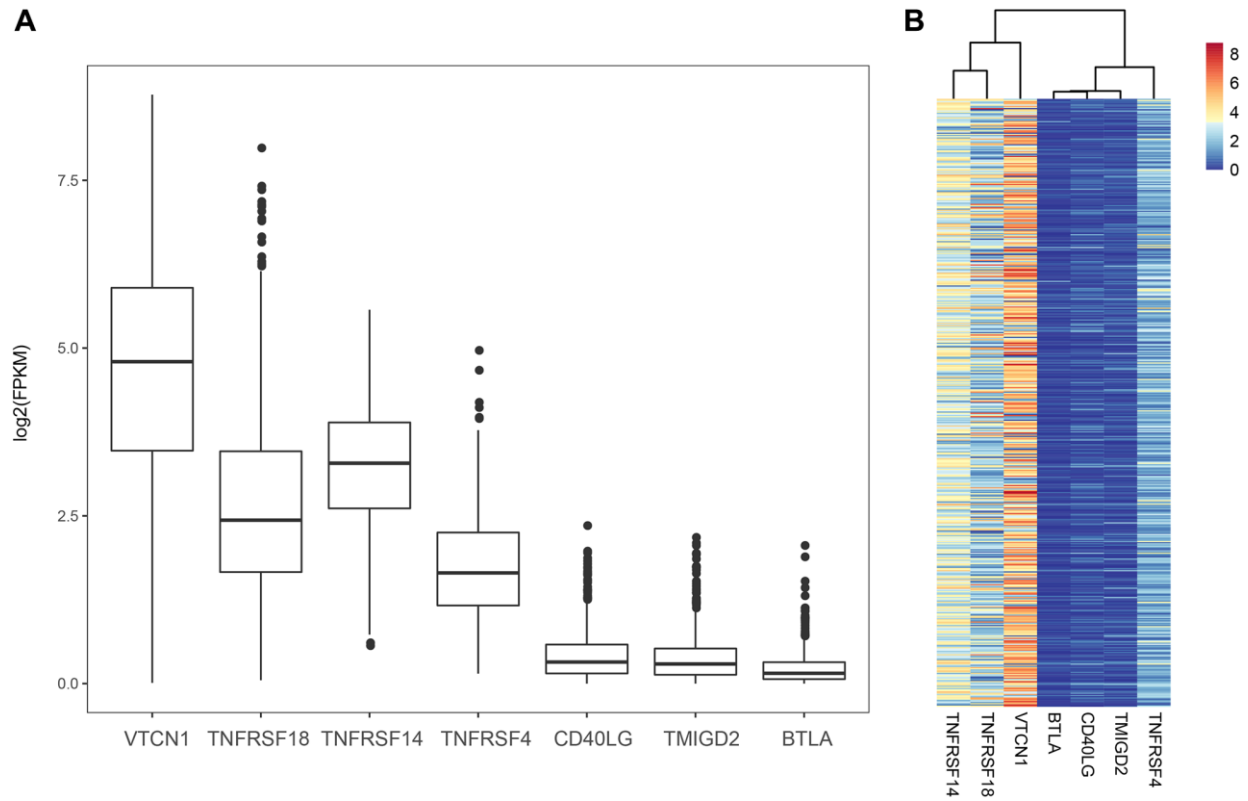 A
log2(FPKM)
7.5
5.0
2.5
0.0
VTCN1 TNFRSF18 TNFRSF14 TNFRSF4 CD40LG TMIGD2 BTLA
B
8
6
4
2
0
TNFRSF14
TNFRSF18
VTCN1
BTLA
CD40LG
TMIGD2
TNFRSF4